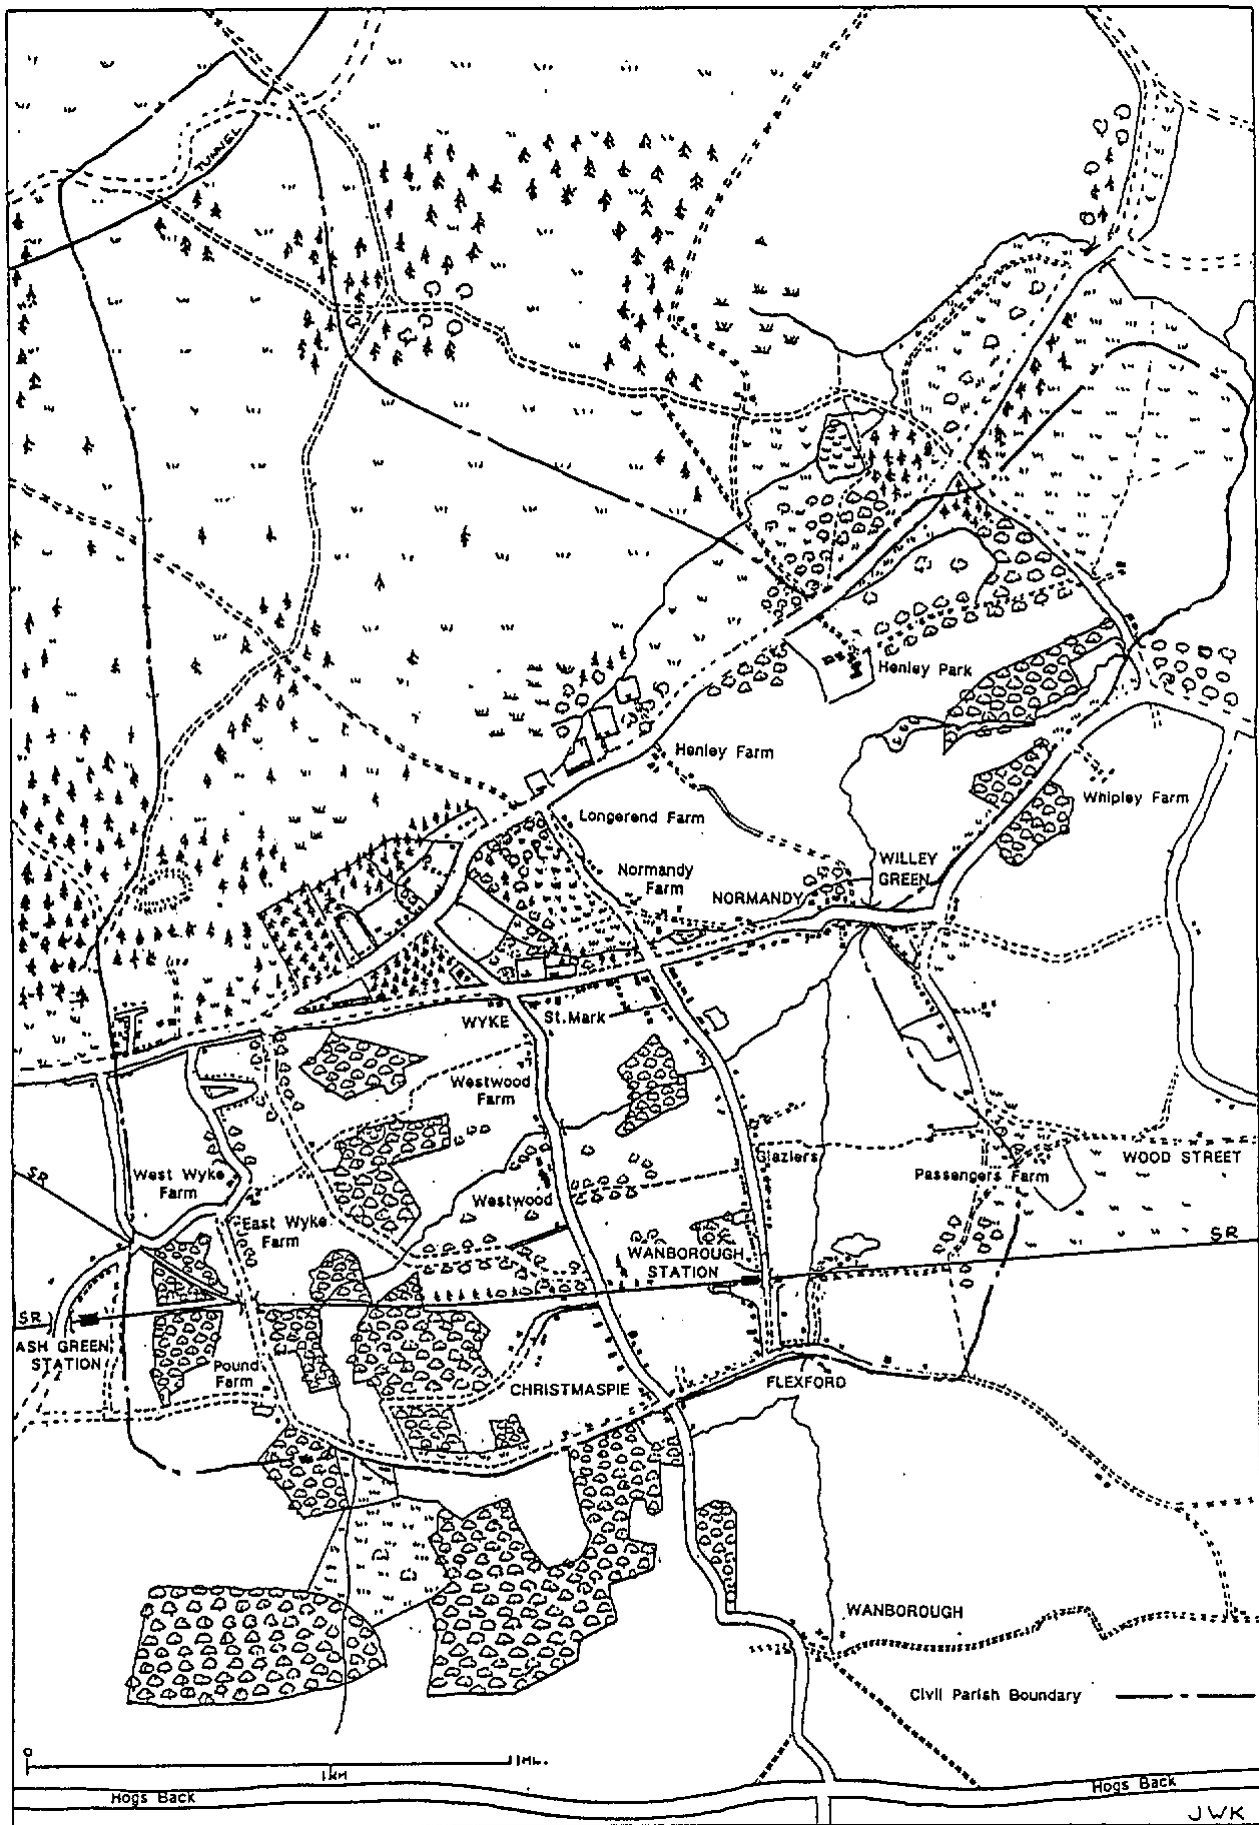 TUNNEL
Henley Park
Henley Farm
Whipley Farm
Longerend Farm
WILLEY
GREEN
Normandy
Farm
NORMANDY
WYKE
St. Mark
Westwood
Farm
Glaziers
WOOD STREET
Passengers Farm
SR
West Wyke
Farm
Westwood
East Wyke
Farm
WANBOROUGH
STATION
SR
SR
ASH GREEN
STATION
Pound
Farm
CHRISTMASPIE
FLEXFORD
WANBOROUGH
Civil Parish Boundary
0
1ML.
1KM
Hogs Back
Hogs Back
JWK